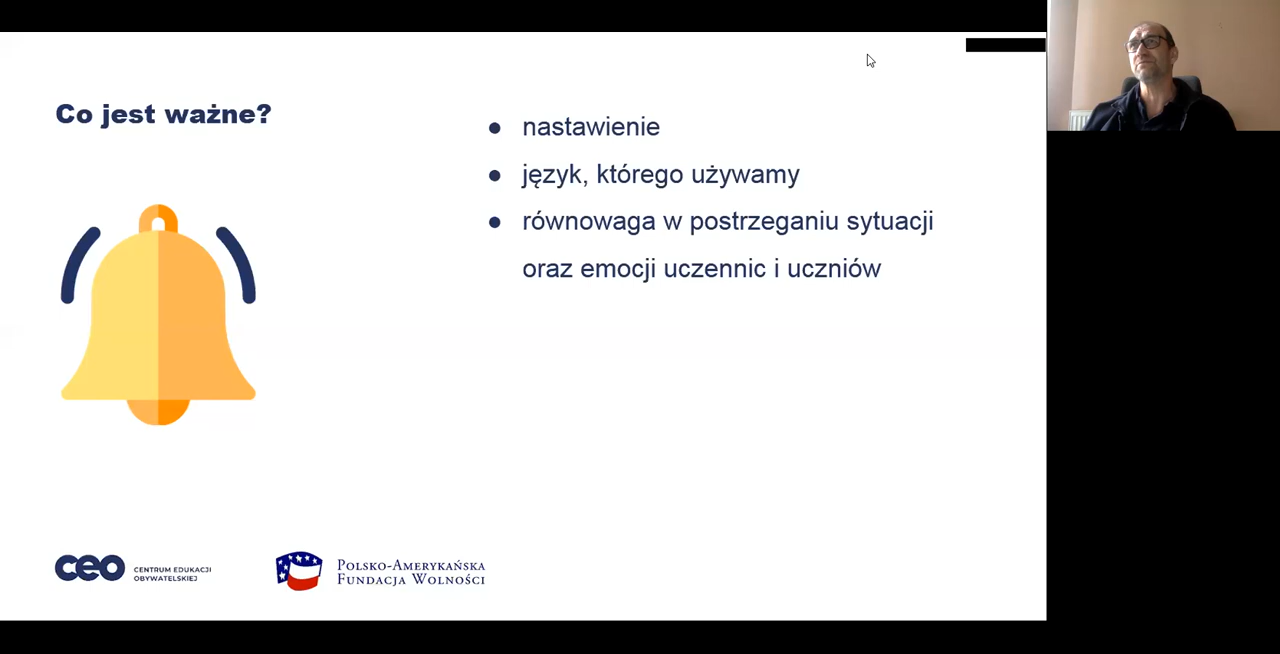 Co jest ważne?
● nastawienie
● język, którego używamy
● równowaga w postrzeganiu sytuacji
oraz emocji uczennic i uczniów
ceo CENTRUM EDUKACJI
OBYWATELSKIEJ
POLSKO-AMERYKAŃSKA
FUNDACJA WOLNOŚCI